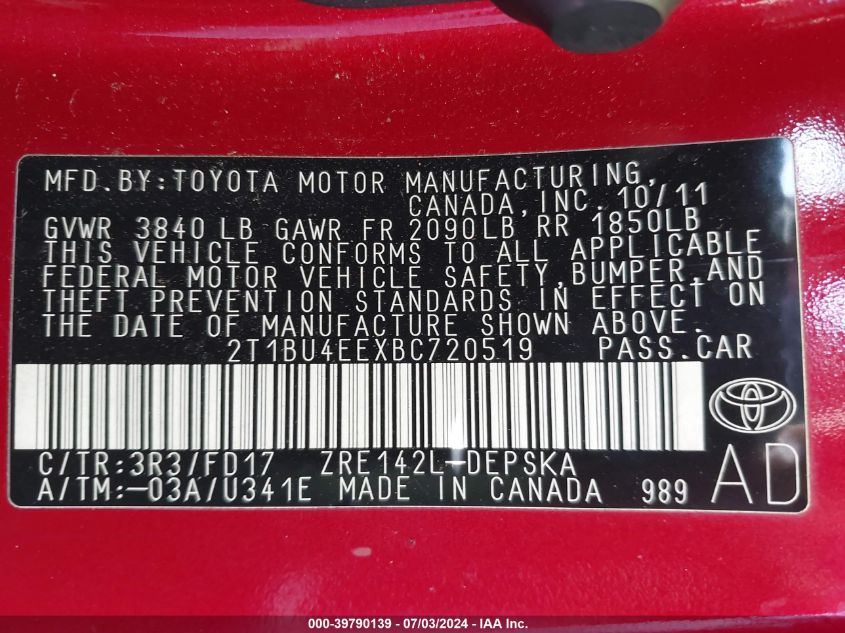 MFD.BY:TOYOTA MOTOR MANUFACTURING,
CANADA,INC. 10/11
GVWR 3840 LB GAWR FR 2090LB RR 1850LB
THIS VEHICLE CONFORMS TO ALL APPLICABLE
FEDERAL MOTOR VEHICLE SAFETY,BUMPER,AND
THEFT PREVENTION STANDARDS IN EFFECT ON
THE DATE OF MANUFACTURE SHOWN ABOVE.
2T1BU4EEXBC720519 PASS.CAR
C/TR:3R3/FD17 ZRE142L-DEPSKA
A/TM:-03A/U341E MADE IN CANADA 989 AD
000-39790139 - 07/03/2024 - IAA Inc.